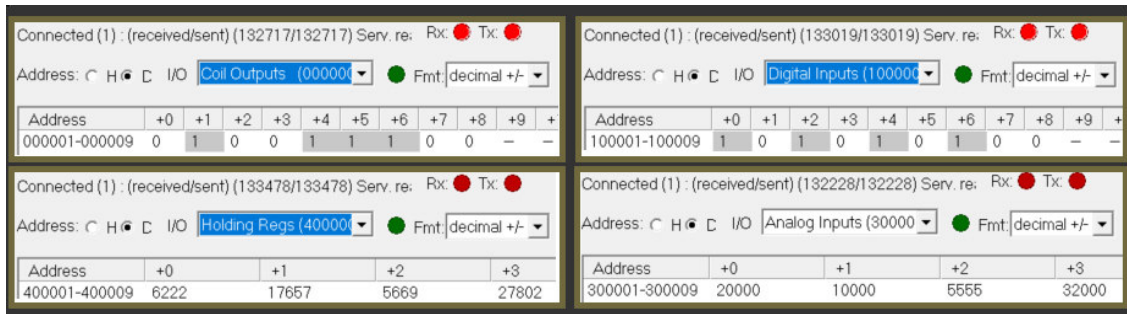 Connected (1) : (received/sent) (132717/132717) Serv. re: Rx: Tx:
Address: H D I/O Coil Outputs (000000 Fmt: decimal +/-
Address +0 +1 +2 +3 +4 +5 +6 +7 +8 +9 +
000001-000009 0 1 0 0 1 1 1 0 0 – –
Connected (1) : (received/sent) (133019/133019) Serv. re: Rx: Tx:
Address: H D I/O Digital Inputs (100000 Fmt: decimal +/-
Address +0 +1 +2 +3 +4 +5 +6 +7 +8 +9 +
100001-100009 1 0 1 0 1 0 1 0 0 – –
Connected (1) : (received/sent) (133478/133478) Serv. re: Rx: Tx:
Address: H D I/O Holding Regs (400000 Fmt: decimal +/-
Address +0 +1 +2 +3
400001-400009 6222 17657 5669 27802
Connected (1) : (received/sent) (132228/132228) Serv. re: Rx: Tx:
Address: H D I/O Analog Inputs (30000 Fmt: decimal +/-
Address +0 +1 +2 +3
300001-300009 20000 10000 5555 32000